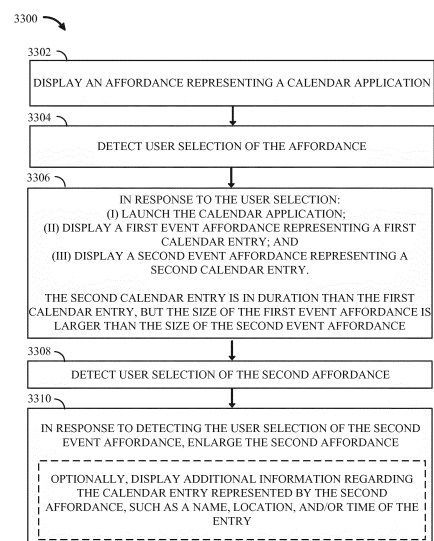 3300
3302
DISPLAY AN AFFORDANCE REPRESENTING A CALENDAR APPLICATION
3304
DETECT USER SELECTION OF THE AFFORDANCE
3306
IN RESPONSE TO THE USER SELECTION:
(I) LAUNCH THE CALENDAR APPLICATION;
(II) DISPLAY A FIRST EVENT AFFORDANCE REPRESENTING A FIRST
CALENDAR ENTRY; AND
(III) DISPLAY A SECOND EVENT AFFORDANCE REPRESENTING A
SECOND CALENDAR ENTRY.
THE SECOND CALENDAR ENTRY IS IN DURATION THAN THE FIRST
CALENDAR ENTRY, BUT THE SIZE OF THE FIRST EVENT AFFORDANCE IS
LARGER THAN THE SIZE OF THE SECOND EVENT AFFORDANCE
3308
DETECT USER SELECTION OF THE SECOND AFFORDANCE
3310
IN RESPONSE TO DETECTING THE USER SELECTION OF THE SECOND
EVENT AFFORDANCE, ENLARGE THE SECOND AFFORDANCE
OPTIONALLY, DISPLAY ADDITIONAL INFORMATION REGARDING
THE CALENDAR ENTRY REPRESENTED BY THE SECOND
AFFORDANCE, SUCH AS A NAME, LOCATION, AND/OR TIME OF THE
ENTRY